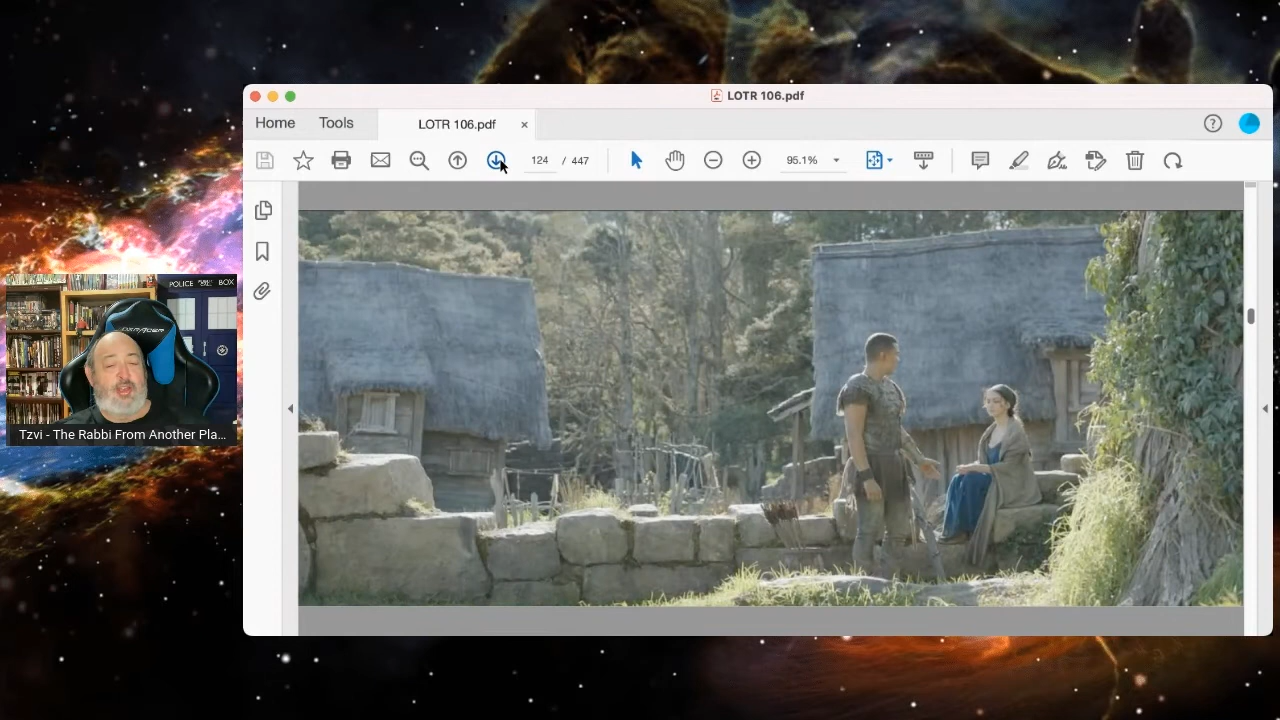 LOTR 106.pdf
Home
Tools
LOTR 106.pdf
124 / 447
95.1%
POLICE
BOX
Tzvi - The Rabbi From Another Pla...